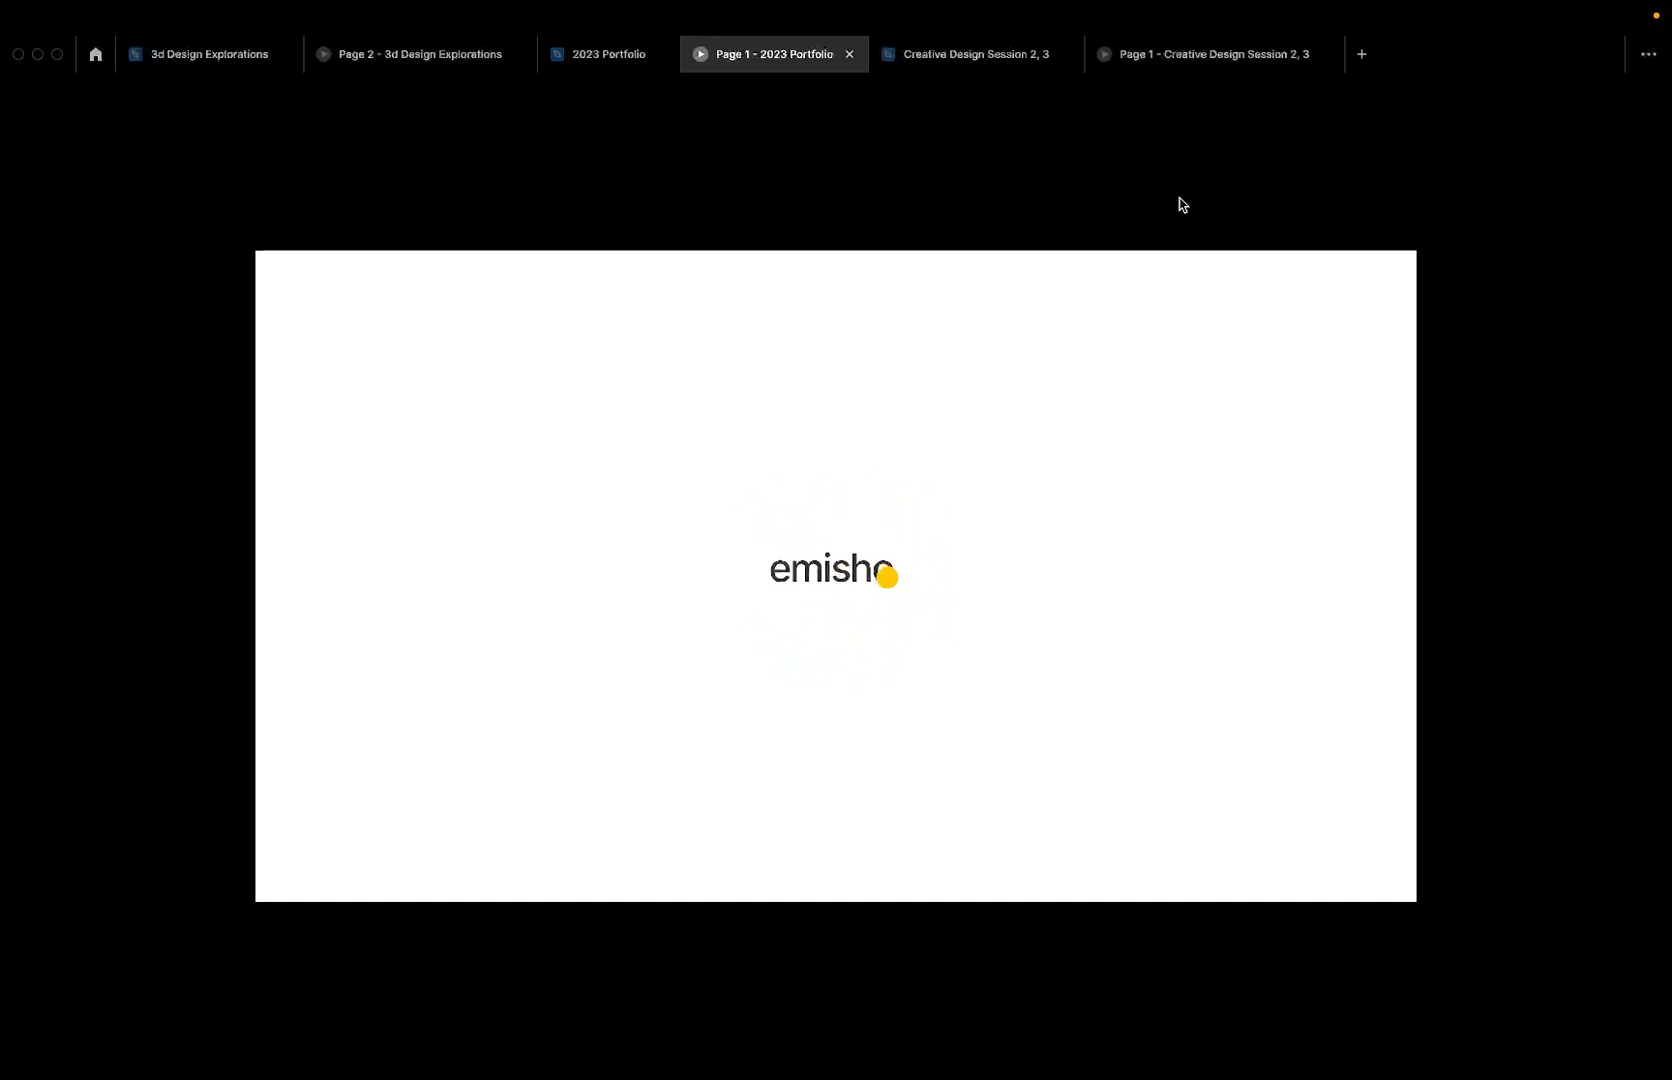 3d Design Explorations
Page 2 - 3d Design Explorations
2023 Portfolio
Page 1 - 2023 Portfolio
Creative Design Session 2, 3
Page 1 - Creative Design Session 2, 3
emisho